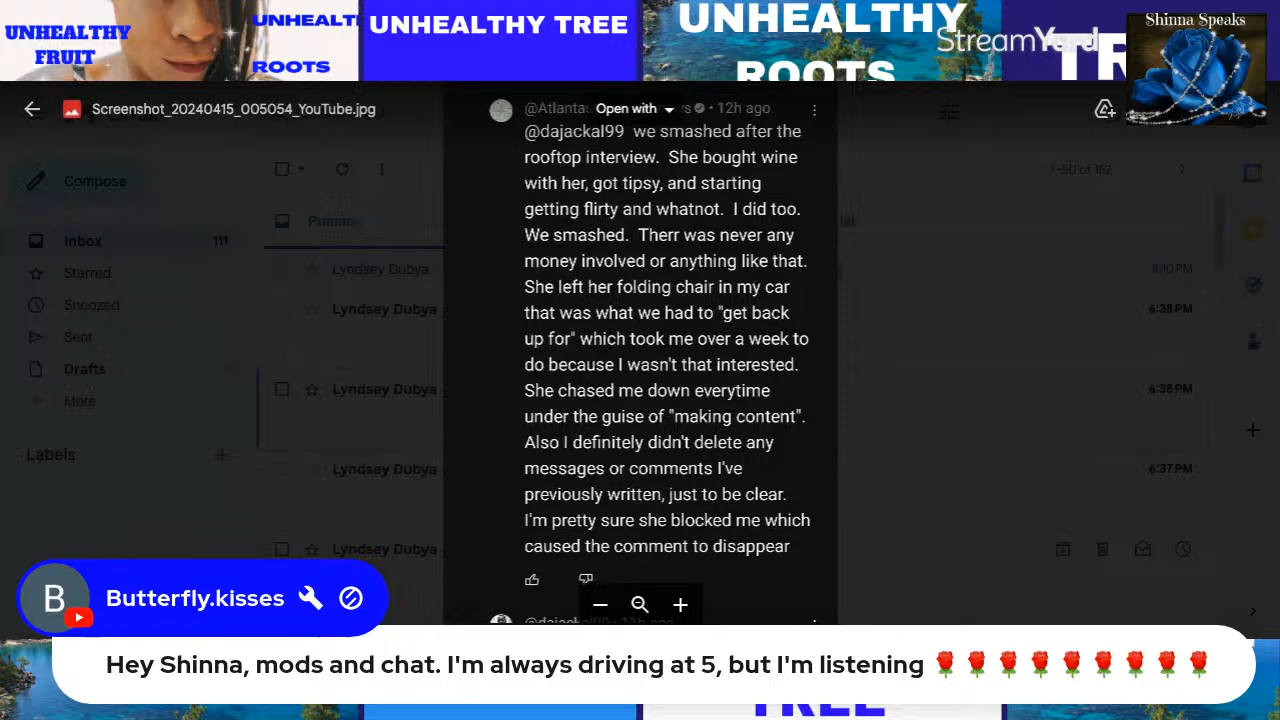 UNHEALTHY
FRUIT
UNHEALT
ROOTS
UNHEALTHY TREE
UNHEALTHY
ROOTS
StreamYard
TR
Shinna Speaks
Screenshot_20240415_005054_YouTube.jpg
Open with
@Atlanta
12h ago
@dajackal99 we smashed after the
rooftop interview. She bought wine
with her, got tipsy, and starting
getting flirty and whatnot. I did too.
We smashed. Therr was never any
money involved or anything like that.
She left her folding chair in my car
that was what we had to "get back
up for" which took me over a week to
do because I wasn't that interested.
She chased me down everytime
under the guise of "making content".
Also I definitely didn't delete any
messages or comments I've
previously written, just to be clear.
I'm pretty sure she blocked me which
caused the comment to disappear
Compose
Inbox 111
Starred
Snoozed
Sent
Drafts
More
Labels
Lyndsey Dubya
8:10 PM
Lyndsey Dubya
6:38 PM
Lyndsey Dubya
6:38 PM
Lyndsey Dubya
6:37 PM
Lyndsey Dubya
B
Butterfly.kisses
Hey Shinna, mods and chat. I'm always driving at 5, but I'm listening 🌹🌹🌹🌹🌹🌹🌹🌹🌹
TREE